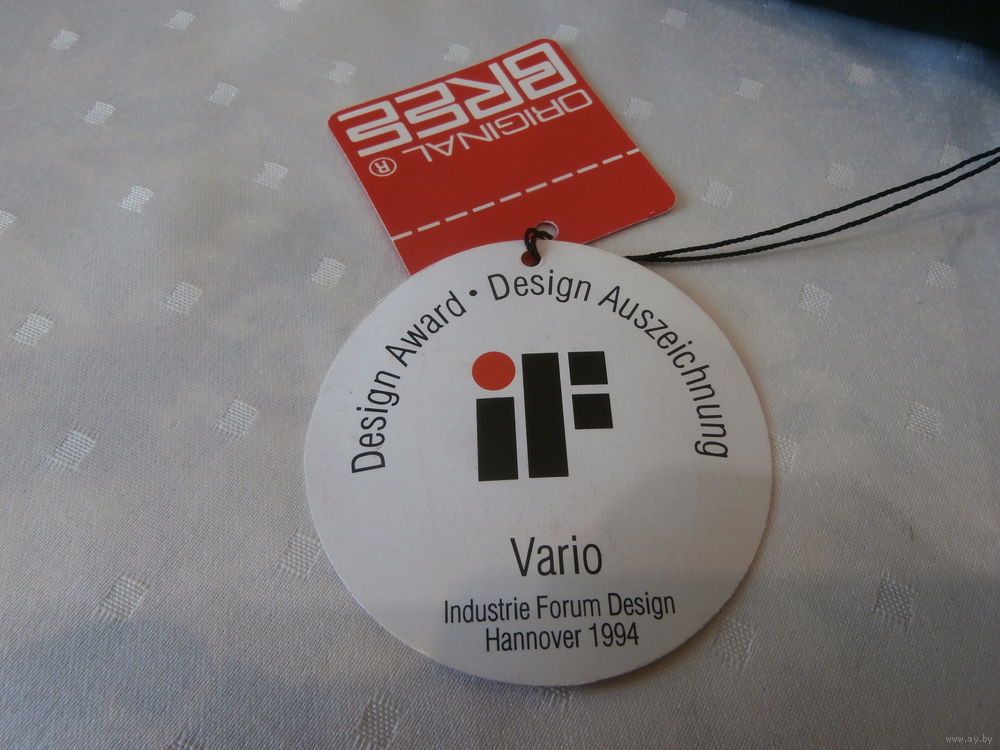 ORIGINAL
BREE
®
Design Award · Design Auszeichnung
iF
Vario
Industrie Forum Design
Hannover 1994
www.ay.by